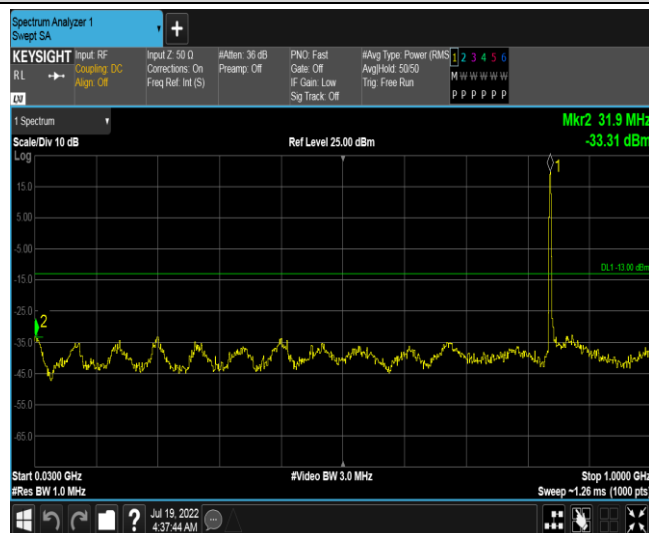 Spectrum Analyzer 1
Swept SA
+
KEYSIGHT
RL
Input: RF
Coupling: DC
Align: Off
Input Z: 50 Ω
Corrections: On
Freq Ref: Int (S)
#Atten: 36 dB
Preamp: Off
PNO: Fast
Gate: Off
IF Gain: Low
Sig Track: Off
#Avg Type: Power (RMS
Avg|Hold: 50/50
Trig: Free Run
1 2 3 4 5 6
M W W W W W
P P P P P P
1 Spectrum
Scale/Div 10 dB
Ref Level 25.00 dBm
Mkr2 31.9 MHz
-33.31 dBm
Log
1
15.0
5.00
-5.00
DL1 -13.00 dBm
-15.0
-25.0
2
-35.0
-45.0
-55.0
-65.0
Start 0.0300 GHz
#Video BW 3.0 MHz
Stop 1.0000 GHz
#Res BW 1.0 MHz
Sweep ~1.26 ms (1000 pts)
?
Jul 19, 2022
4:37:44 AM